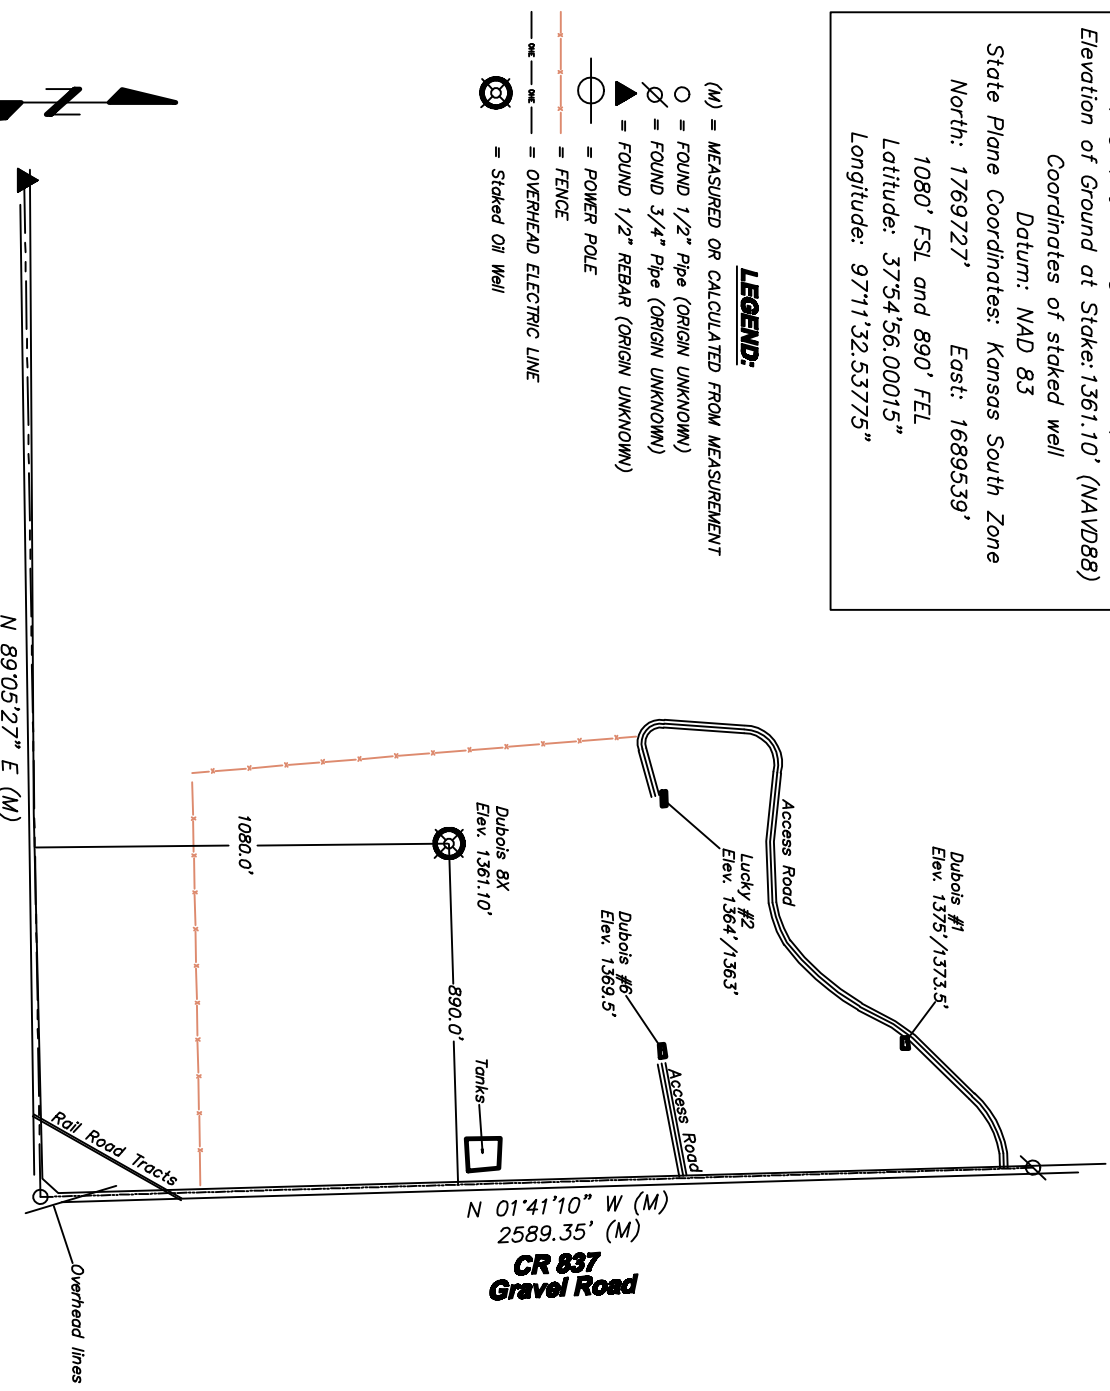 Elevation of Ground at Stake: 1361.10' (NAVD88)
Coordinates of staked well
Datum: NAD 83
State Plane Coordinates: Kansas South Zone
North: 1769727' East: 1689539'
1080' FSL and 890' FEL
Latitude: 37°54'56.00015"
Longitude: 97°11'32.53775"
LEGEND:
(M) = MEASURED OR CALCULATED FROM MEASUREMENT
= FOUND 1/2" Pipe (ORIGIN UNKNOWN)
= FOUND 3/4" Pipe (ORIGIN UNKNOWN)
= FOUND 1/2" REBAR (ORIGIN UNKNOWN)
= POWER POLE
= FENCE
OHE OHE = OVERHEAD ELECTRIC LINE
= Staked Oil Well
N
Dubois #1
Elev. 1375'/1373.5'
Access Road
Lucky #2
Elev. 1364'/1363'
Dubois #6
Elev. 1369.5'
Access Road
Dubois 8X
Elev. 1361.10'
1080.0'
890.0'
Tanks
Rail Road Tracts
Overhead lines
N 89°05'27" E (M)
N 01°41'10" W (M)
2589.35' (M)
CR 837
Gravel Road